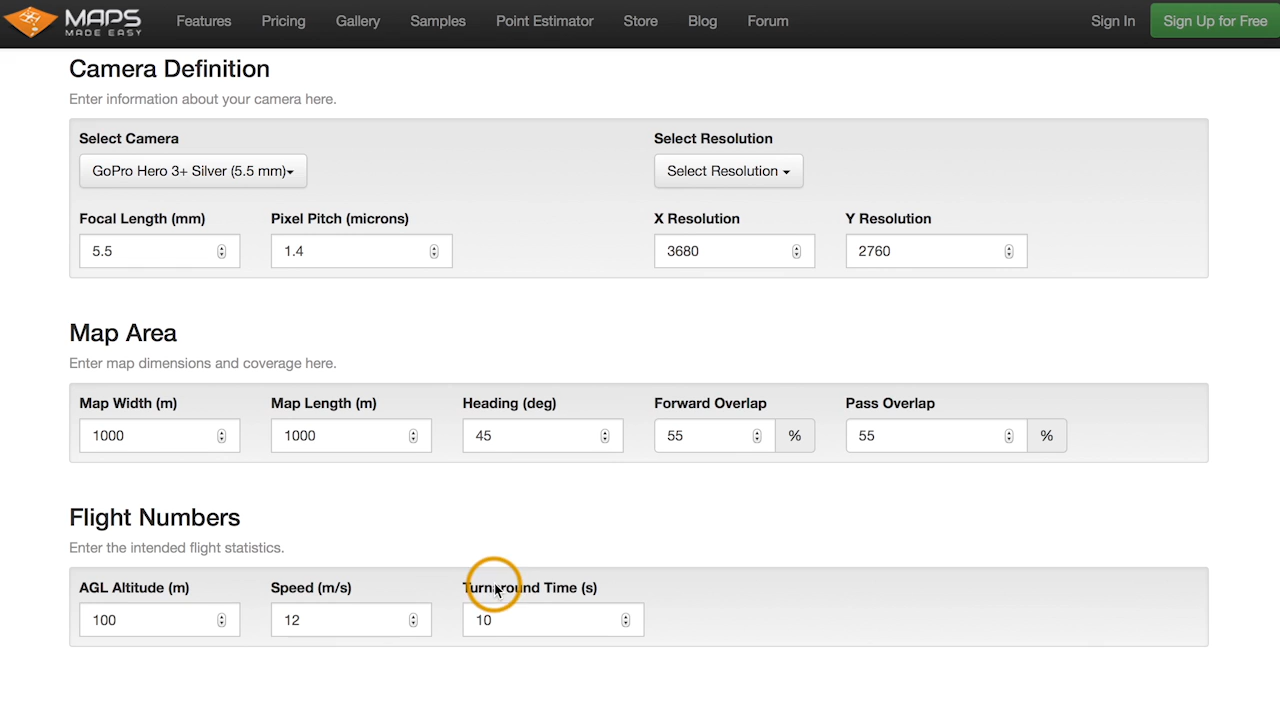 MAPS
MADE EASY
Features Pricing Gallery Samples Point Estimator Store Blog Forum Sign In Sign Up for Free
Camera Definition
Enter information about your camera here.
Select Camera Select Resolution
GoPro Hero 3+ Silver (5.5 mm) Select Resolution
Focal Length (mm) Pixel Pitch (microns) X Resolution Y Resolution
5.5 1.4 3680 2760
Map Area
Enter map dimensions and coverage here.
Map Width (m) Map Length (m) Heading (deg) Forward Overlap Pass Overlap
1000 1000 45 55 % 55 %
Flight Numbers
Enter the intended flight statistics.
AGL Altitude (m) Speed (m/s) Turnaround Time (s)
100 12 10